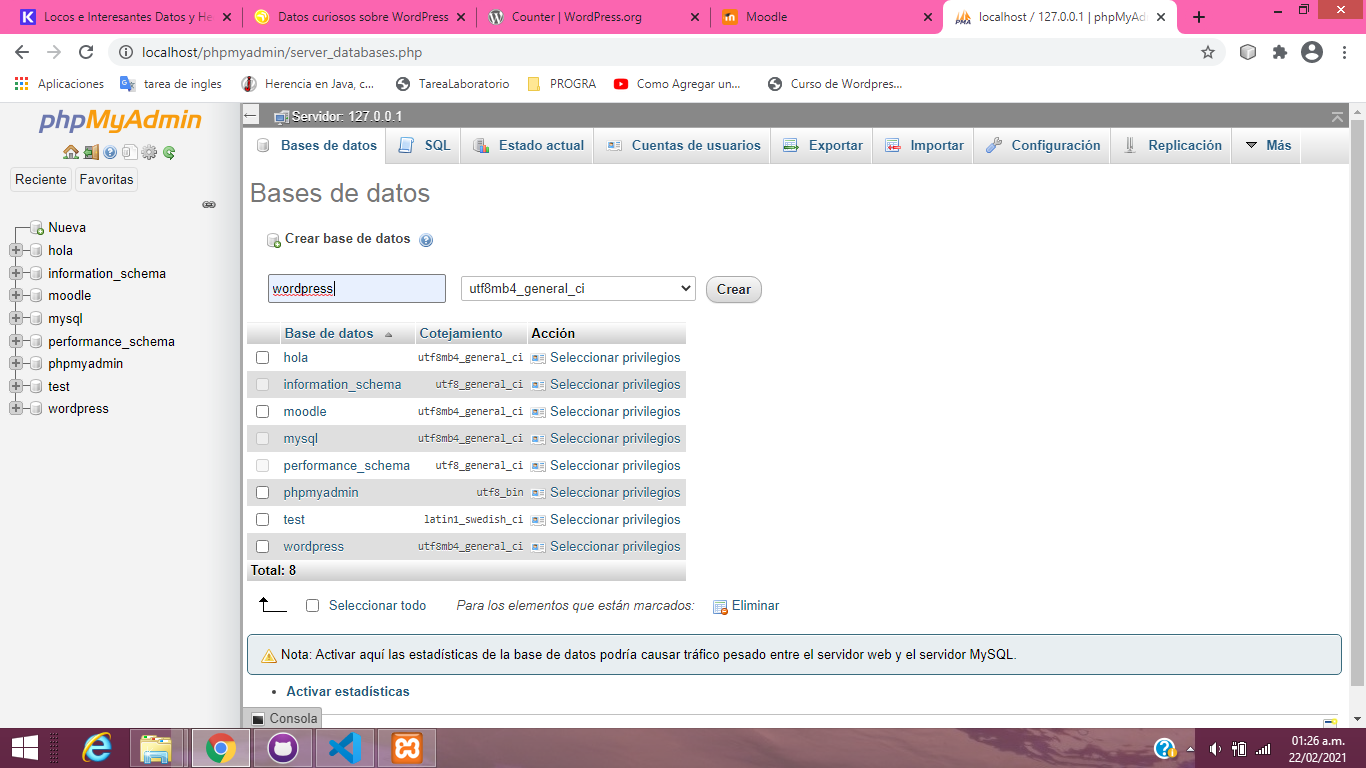 Locos e Interesantes Datos y He
Datos curiosos sobre WordPress
Counter | WordPress.org
Moodle
localhost / 127.0.0.1 | phpMyAd
localhost/phpmyadmin/server_databases.php
Aplicaciones
tarea de ingles
Herencia en Java, c...
TareaLaboratorio
PROGRA
Como Agregar un...
Curso de Wordpres...
phpMyAdmin
Reciente
Favoritas
Nueva
hola
information_schema
moodle
mysql
performance_schema
phpmyadmin
test
wordpress
Servidor: 127.0.0.1
Bases de datos
SQL
Estado actual
Cuentas de usuarios
Exportar
Importar
Configuración
Replicación
Más
Bases de datos
Crear base de datos
wordpress
utf8mb4_general_ci
Crear
Base de datos Cotejamiento Acción
hola utf8mb4_general_ci Seleccionar privilegios
information_schema utf8_general_ci Seleccionar privilegios
moodle utf8mb4_general_ci Seleccionar privilegios
mysql utf8mb4_general_ci Seleccionar privilegios
performance_schema utf8_general_ci Seleccionar privilegios
phpmyadmin utf8_bin Seleccionar privilegios
test latin1_swedish_ci Seleccionar privilegios
wordpress utf8mb4_general_ci Seleccionar privilegios
Total: 8
Seleccionar todo
Para los elementos que están marcados:
Eliminar
Nota: Activar aquí las estadísticas de la base de datos podría causar tráfico pesado entre el servidor web y el servidor MySQL.
• Activar estadísticas
Consola
01:26 a.m.
22/02/2021